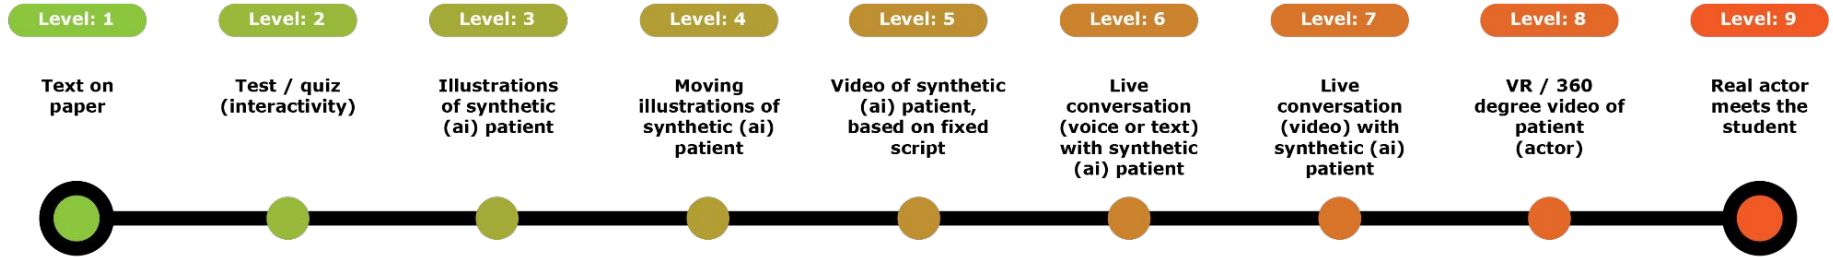 Level: 1
Text on
paper
Level: 2
Test / quiz
(interactivity)
Level: 3
Illustrations
of synthetic
(ai) patient
Level: 4
Moving
illustrations of
synthetic (ai)
patient
Level: 5
Video of synthetic
(ai) patient,
based on fixed
script
Level: 6
Live
conversation
(voice or text)
with synthetic
(ai) patient
Level: 7
Live
conversation
(video) with
synthetic (ai)
patient
Level: 8
VR / 360
degree video of
patient
(actor)
Level: 9
Real actor
meets the
student